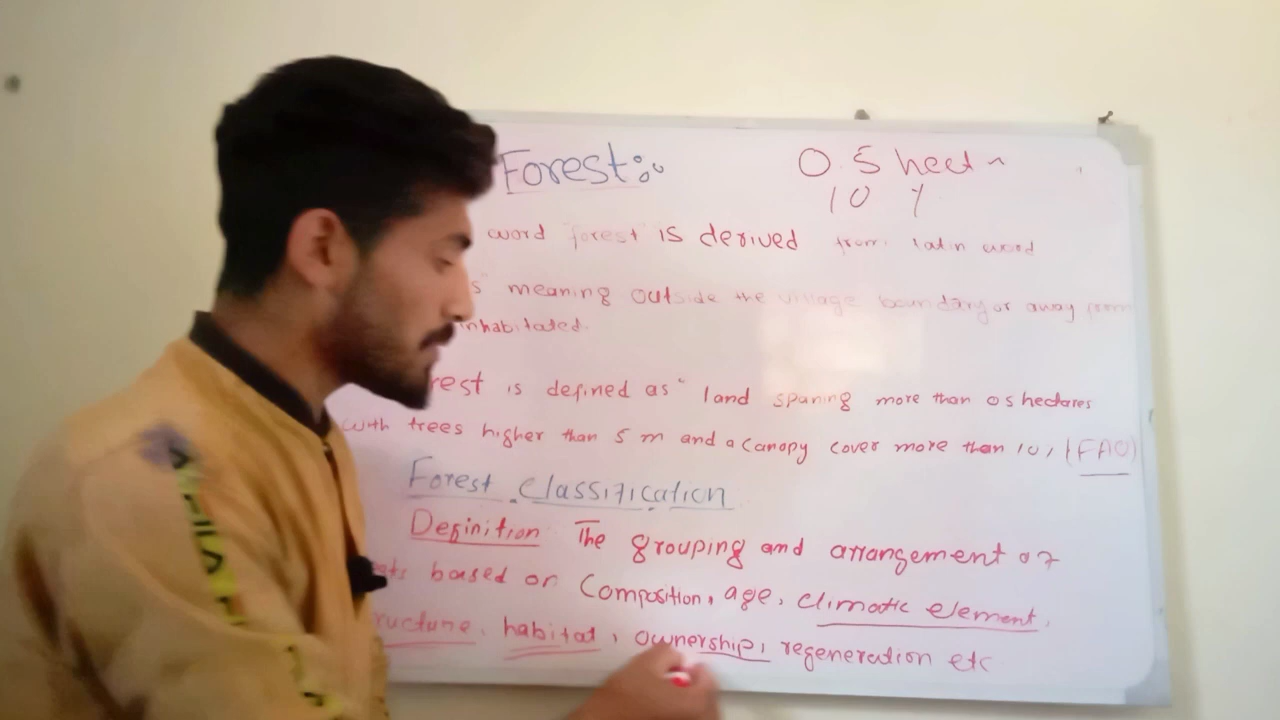 Forest:
0.5 hect
10 %
word "forest" is derived from latin word
s" meaning outside the village boundary or away form
inhabitated.
rest is defined as " land spaning more than 0 5 hectares
with trees higher than 5 m and a canopy cover more than 10% (FAO)
Forest Classification
Definition: The grouping and arrangement of
based on Composition, age, climatic element,
ructure, habitat, ownership, regeneration etc